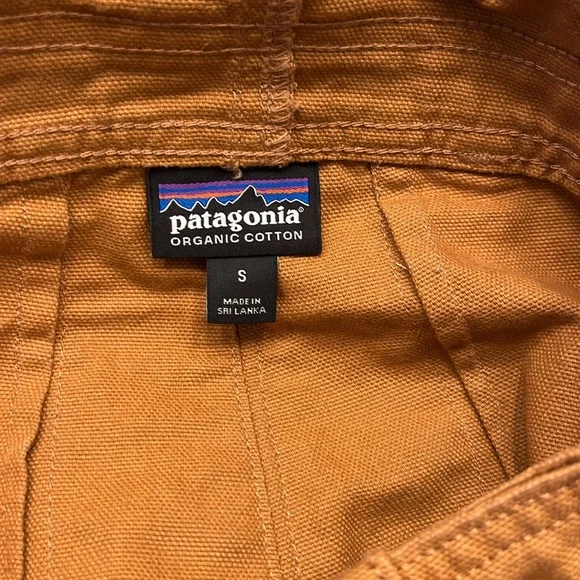 patagonia®
ORGANIC COTTON
S
MADE IN
SRI LANKA